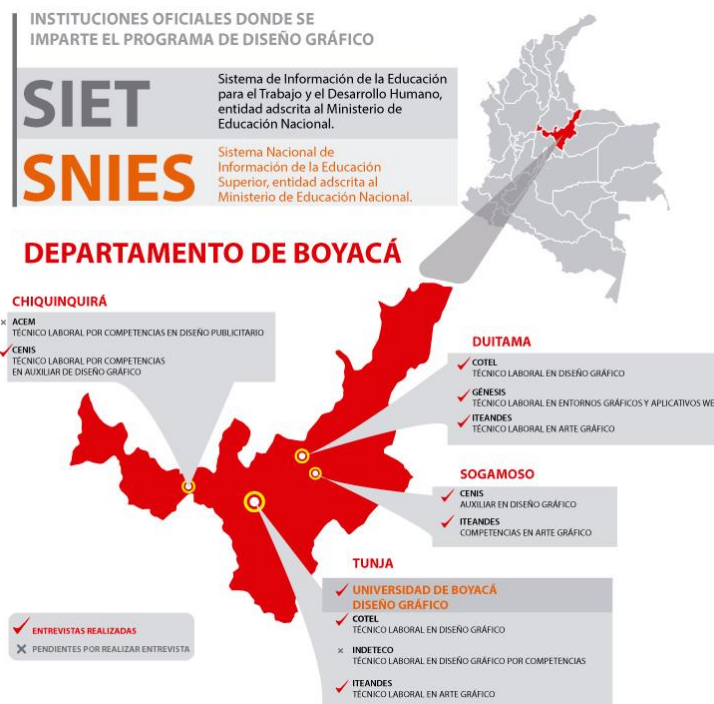 INSTITUCIONES OFICIALES DONDE SE
IMPARTE EL PROGRAMA DE DISEÑO GRÁFICO
SIET
Sistema de Información de la Educación
para el Trabajo y el Desarrollo Humano,
entidad adscrita al Ministerio de
Educación Nacional.
SNIES
Sistema Nacional de
Información de la Educación
Superior, entidad adscrita al
Ministerio de Educación Nacional.
DEPARTAMENTO DE BOYACÁ
CHIQUINQUIRÁ
ACEM
TÉCNICO LABORAL POR COMPETENCIAS EN DISEÑO PUBLICITARIO
CENIS
TÉCNICO LABORAL POR COMPETENCIAS
EN AUXILIAR DE DISEÑO GRÁFICO
DUITAMA
COTEL
TÉCNICO LABORAL EN DISEÑO GRÁFICO
GÉNESIS
TÉCNICO LABORAL EN ENTORNOS GRÁFICOS Y APLICATIVOS WE
ITEANDES
TÉCNICO LABORAL EN ARTE GRÁFICO
SOGAMOSO
CENIS
AUXILIAR EN DISEÑO GRÁFICO
ITEANDES
COMPETENCIAS EN ARTE GRÁFICO
TUNJA
UNIVERSIDAD DE BOYACÁ
DISEÑO GRÁFICO
COTEL
TÉCNICO LABORAL EN DISEÑO GRÁFICO
INDETECO
TÉCNICO LABORAL EN DISEÑO GRÁFICO POR COMPETENCIAS
ITEANDES
TÉCNICO LABORAL EN ARTE GRÁFICO
ENTREVISTAS REALIZADAS
PENDIENTES POR REALIZAR ENTREVISTA